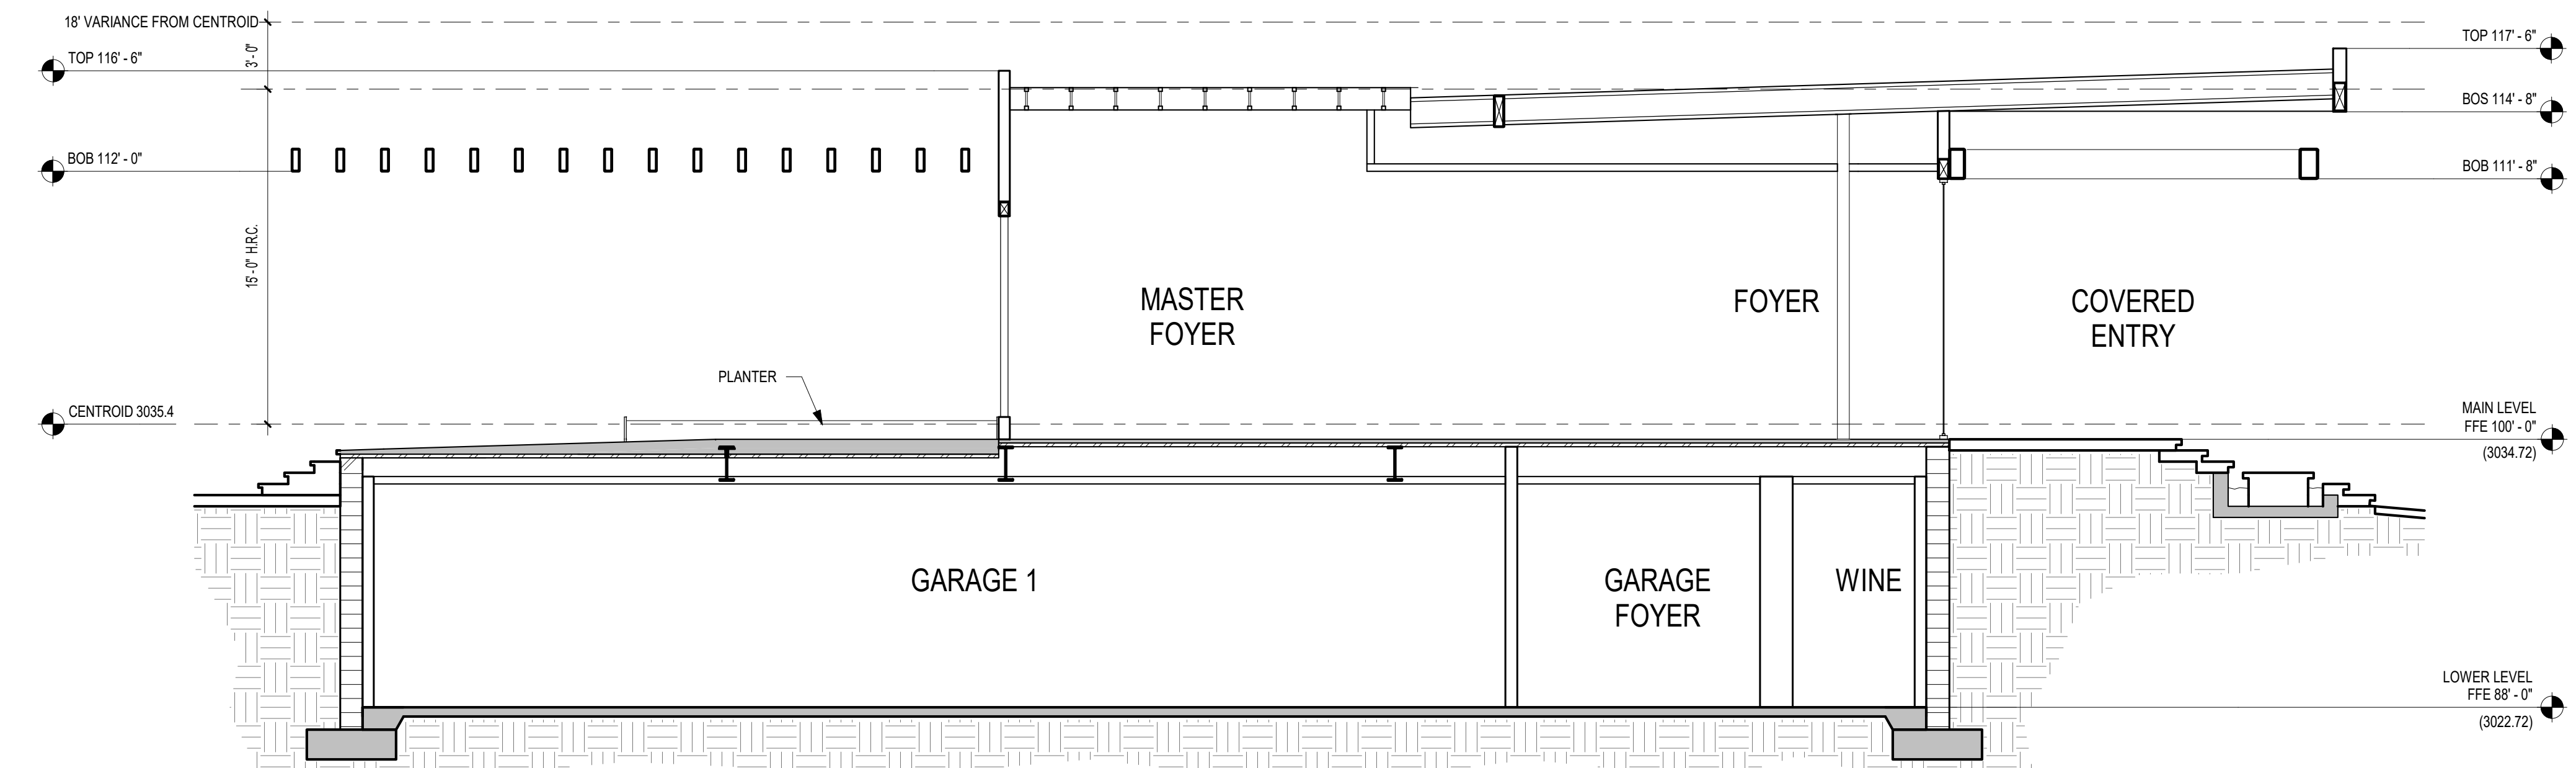 18' VARIANCE FROM CENTROID
TOP 116' - 6"
3' - 0"
TOP 117' - 6"
BOS 114' - 8"
BOB 112' - 0"
BOB 111' - 8"
15' - 0" H.R.C.
MASTER
FOYER
FOYER
COVERED
ENTRY
PLANTER
CENTROID 3035.4
MAIN LEVEL
FFE 100' - 0"
(3034.72)
GARAGE 1
GARAGE
FOYER
WINE
LOWER LEVEL
FFE 88' - 0"
(3022.72)